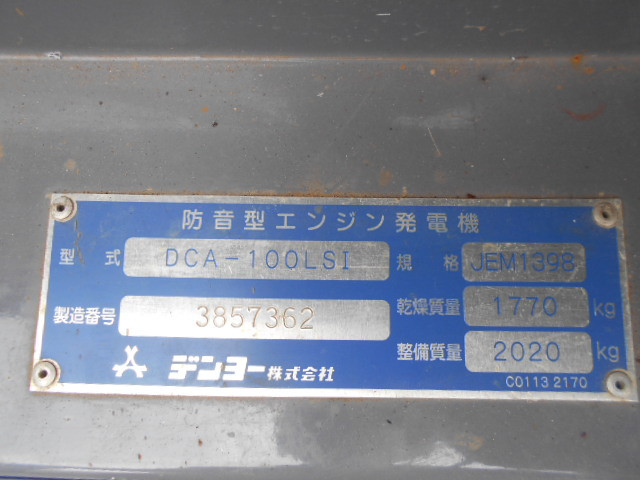 防音型エンジン発電機
型式 DCA-100LSI 規格 JEM1398
製造番号 3857362 乾燥質量 1770 kg
整備質量 2020 kg
デンヨー株式会社
C0113 2170